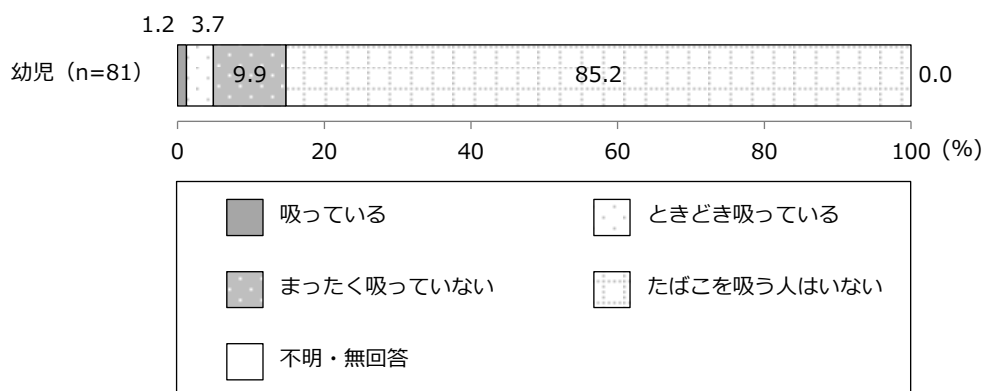 1.2 3.7
幼児（n=81） 9.9 85.2 0.0
0 20 40 60 80 100 (%)
吸っている ときどき吸っている
まったく吸っていない たばこを吸う人はいない
不明・無回答